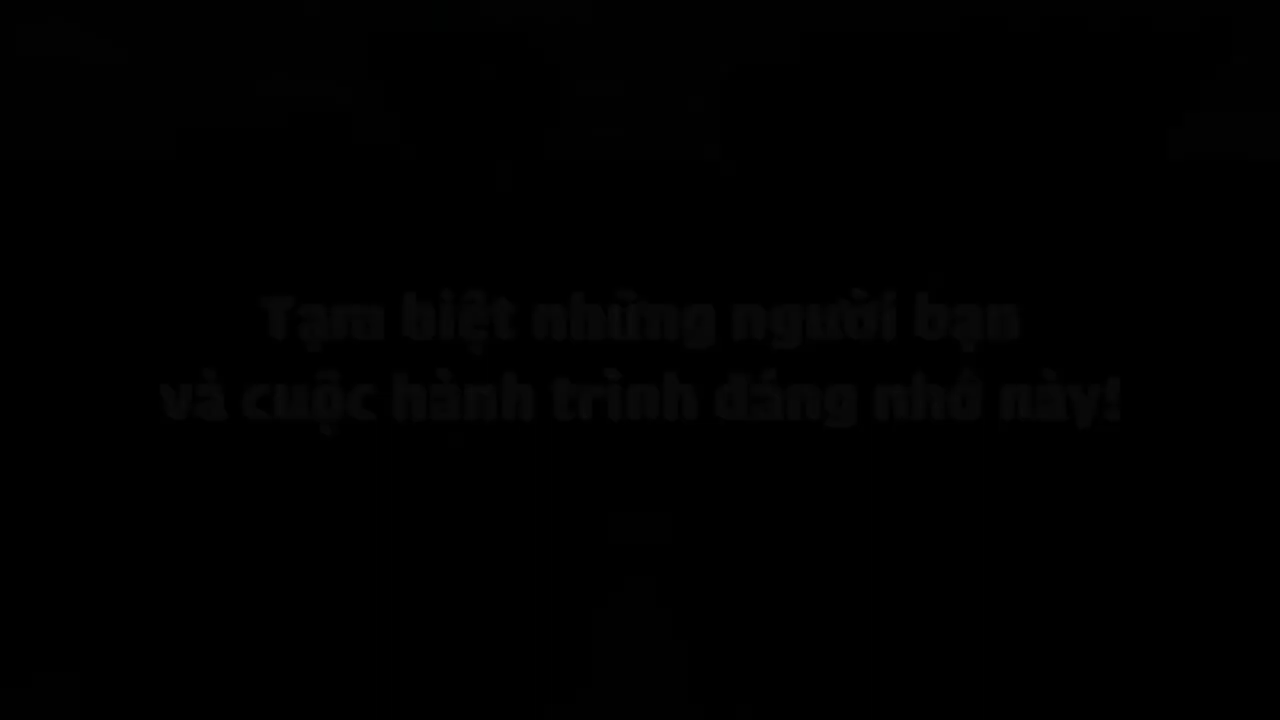 Tạm biệt những người bạn
và cuộc hành trình đáng nhớ này!